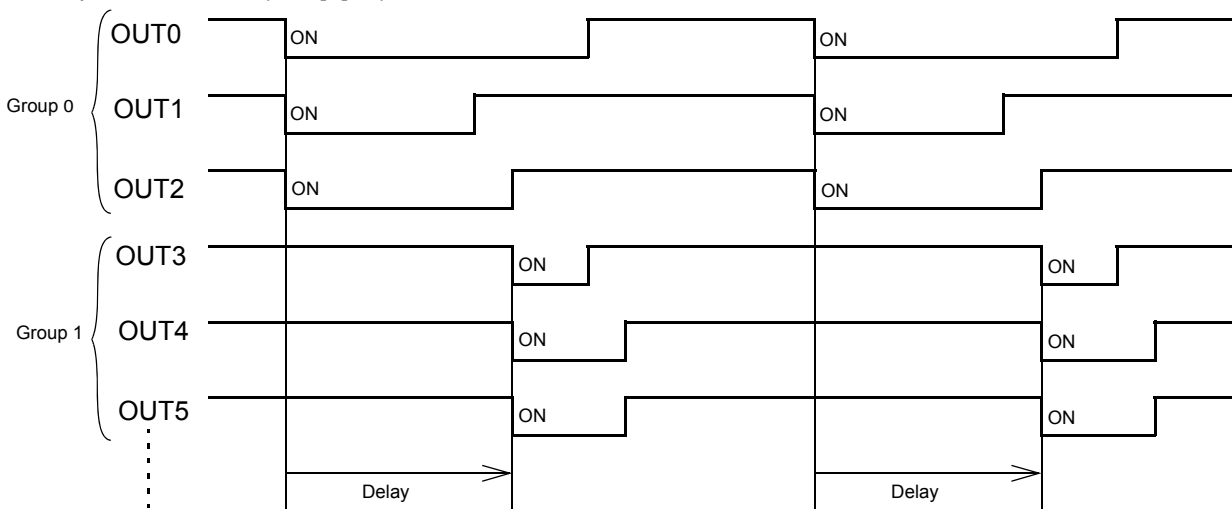 OUT0 ON ON
Group 0 OUT1 ON ON
OUT2 ON ON
OUT3 ON ON
Group 1 OUT4 ON ON
OUT5 ON ON
Delay Delay